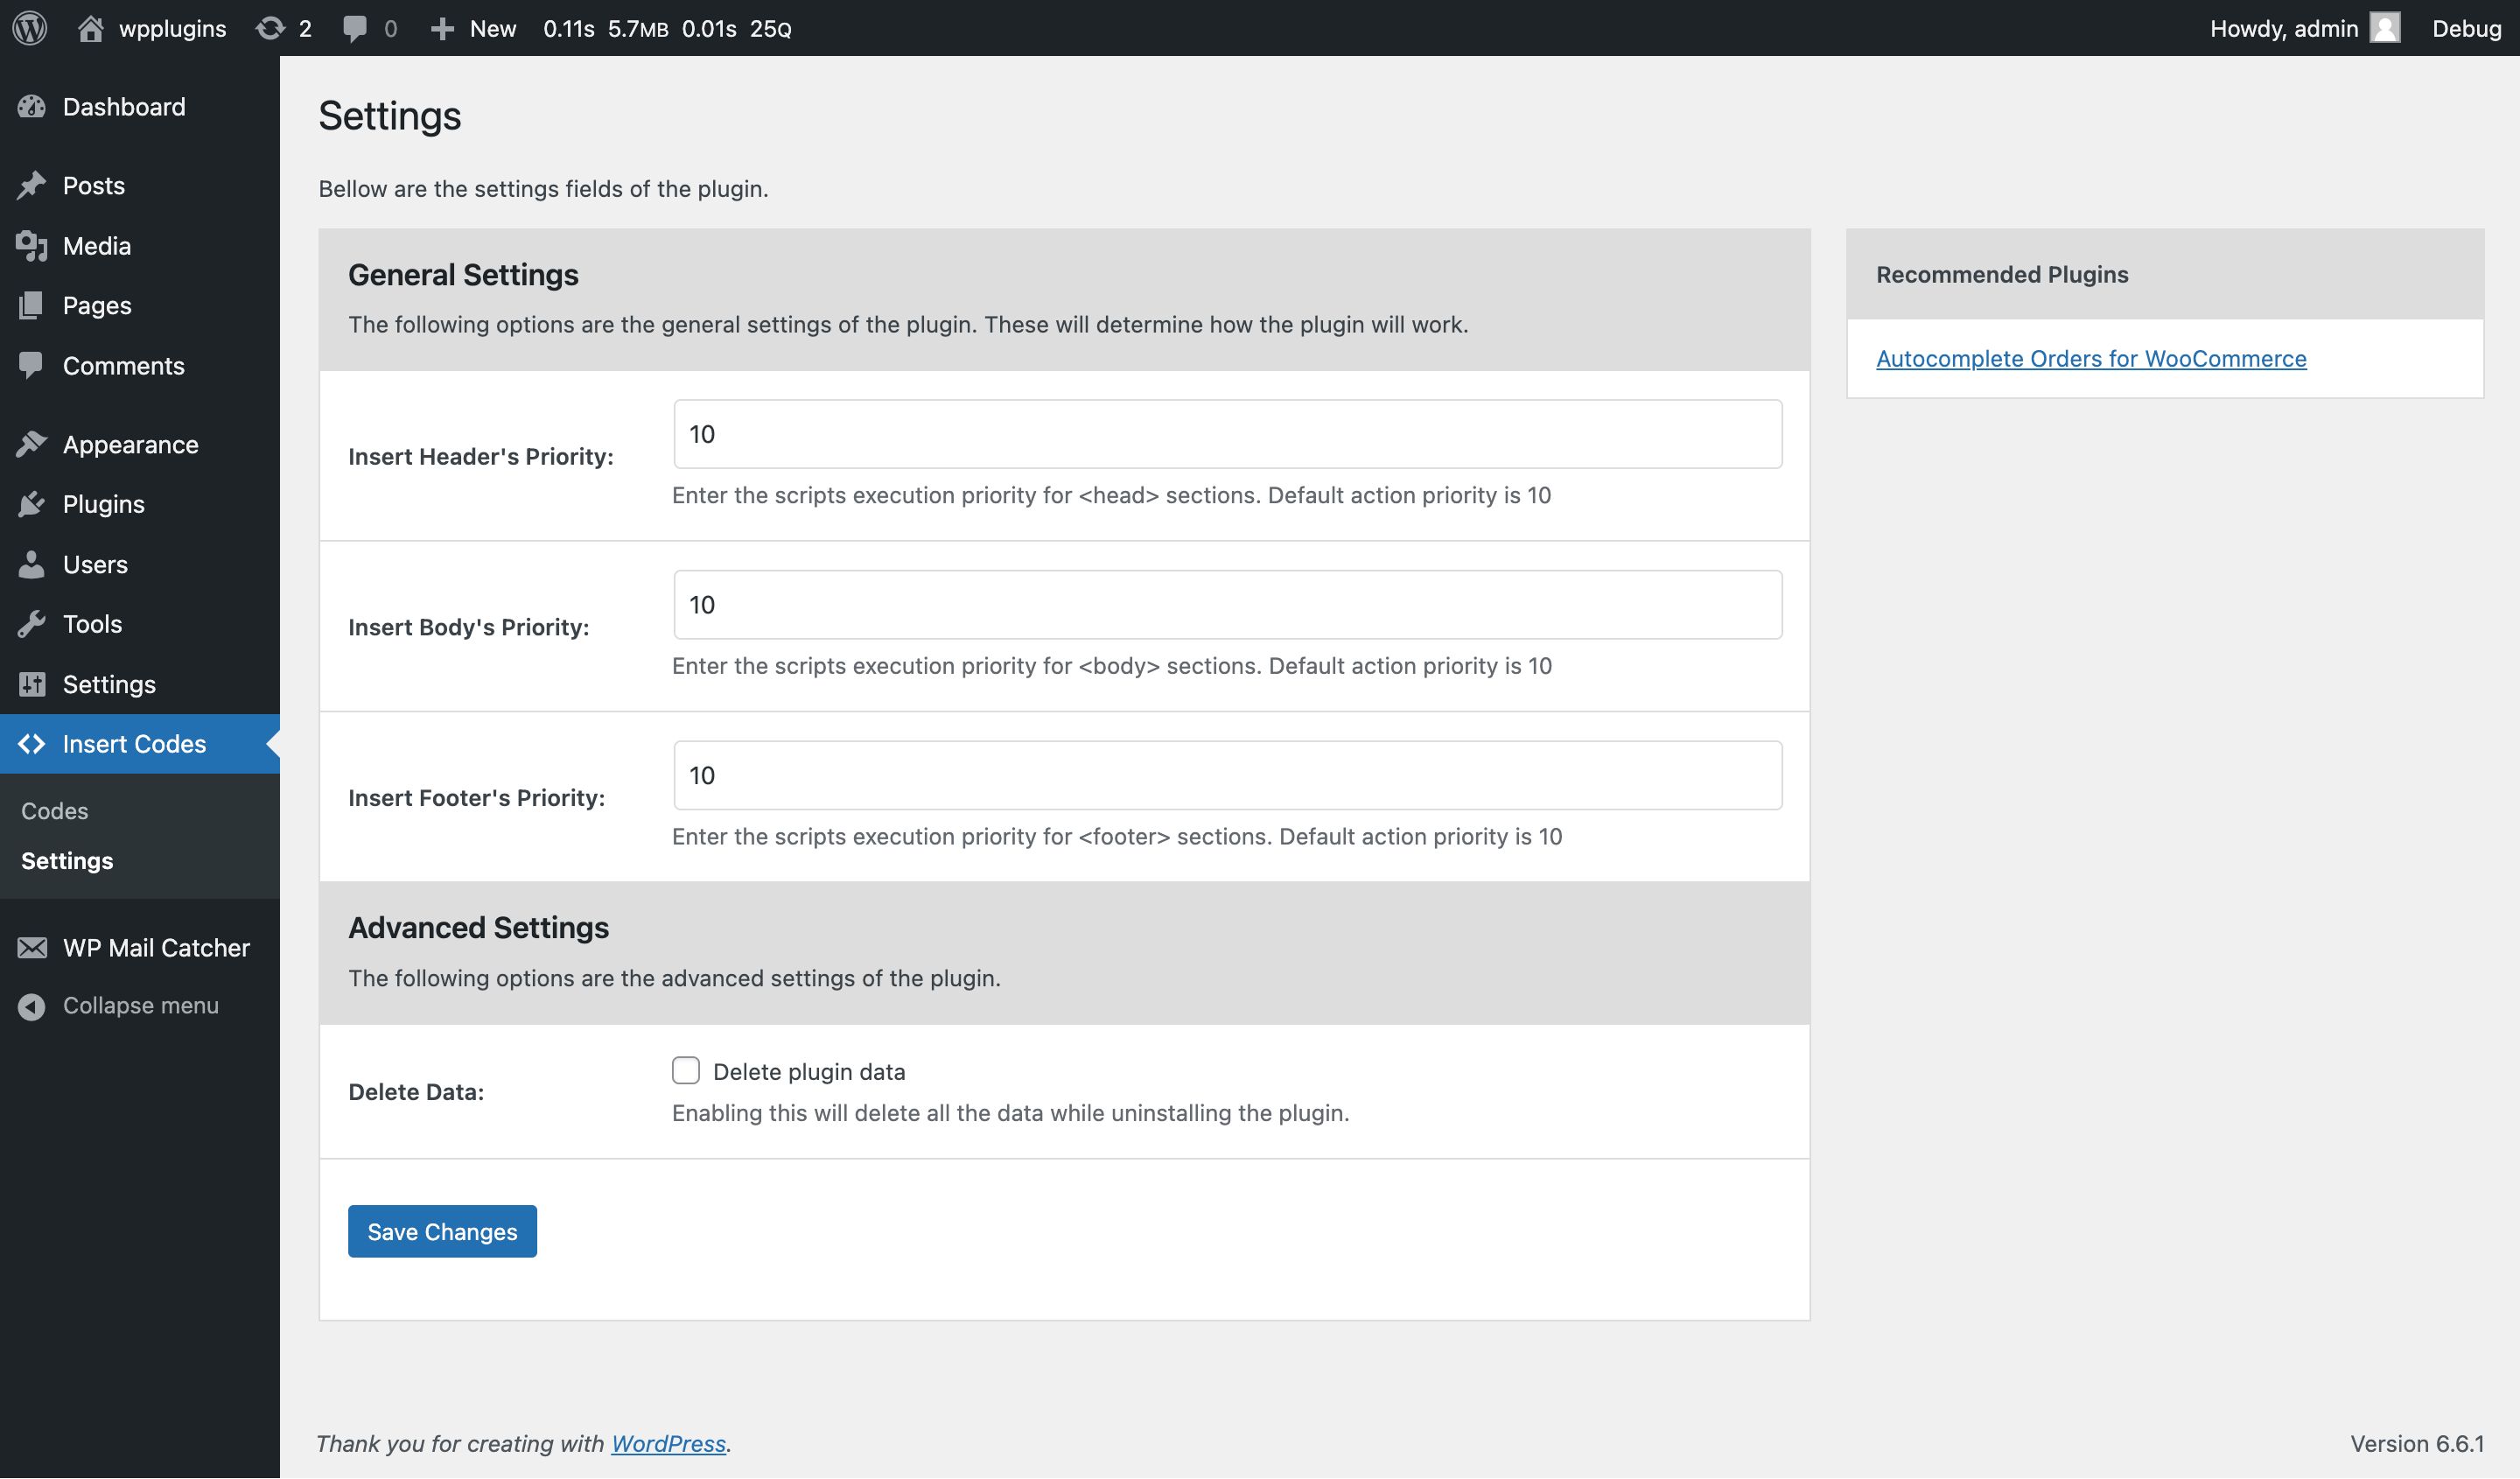 wpplugins 2 0 New 0.11s 5.7MB 0.01s 25Q Howdy, admin Debug
Dashboard
Posts
Media
Pages
Comments
Appearance
Plugins
Users
Tools
Settings
Insert Codes
Codes
Settings
WP Mail Catcher
Collapse menu
Settings
Bellow are the settings fields of the plugin.
General Settings
The following options are the general settings of the plugin. These will determine how the plugin will work.
Insert Header's Priority:
10
Enter the scripts execution priority for <head> sections. Default action priority is 10
Insert Body's Priority:
10
Enter the scripts execution priority for <body> sections. Default action priority is 10
Insert Footer's Priority:
10
Enter the scripts execution priority for <footer> sections. Default action priority is 10
Advanced Settings
The following options are the advanced settings of the plugin.
Delete Data:
Delete plugin data
Enabling this will delete all the data while uninstalling the plugin.
Save Changes
Recommended Plugins
Autocomplete Orders for WooCommerce
Thank you for creating with WordPress.
Version 6.6.1